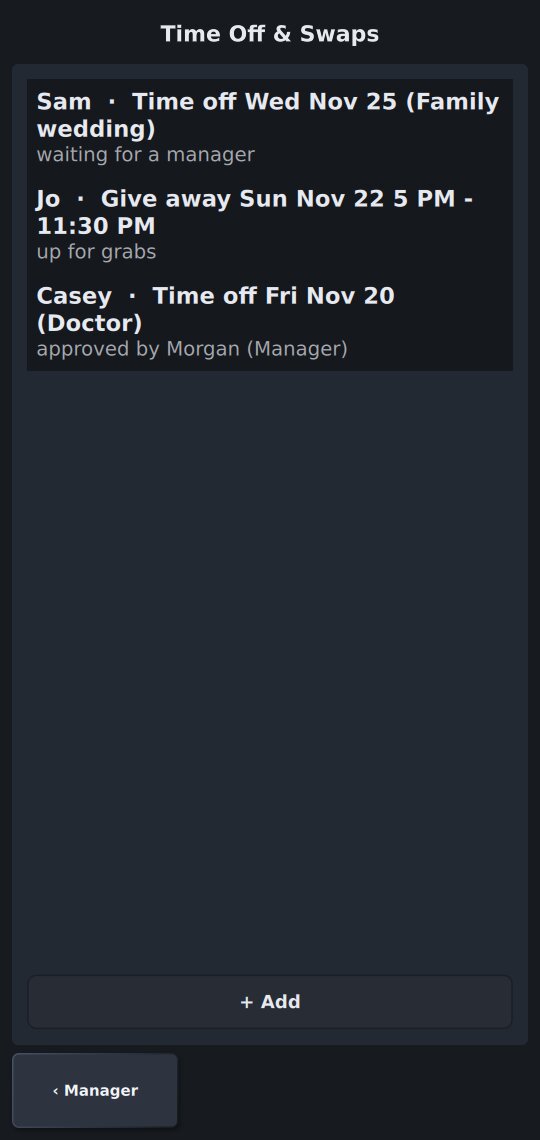 Time Off & Swaps
Sam · Time off Wed Nov 25 (Family
wedding)
waiting for a manager
Jo · Give away Sun Nov 22 5 PM -
11:30 PM
up for grabs
Casey · Time off Fri Nov 20
(Doctor)
approved by Morgan (Manager)
+ Add
‹ Manager